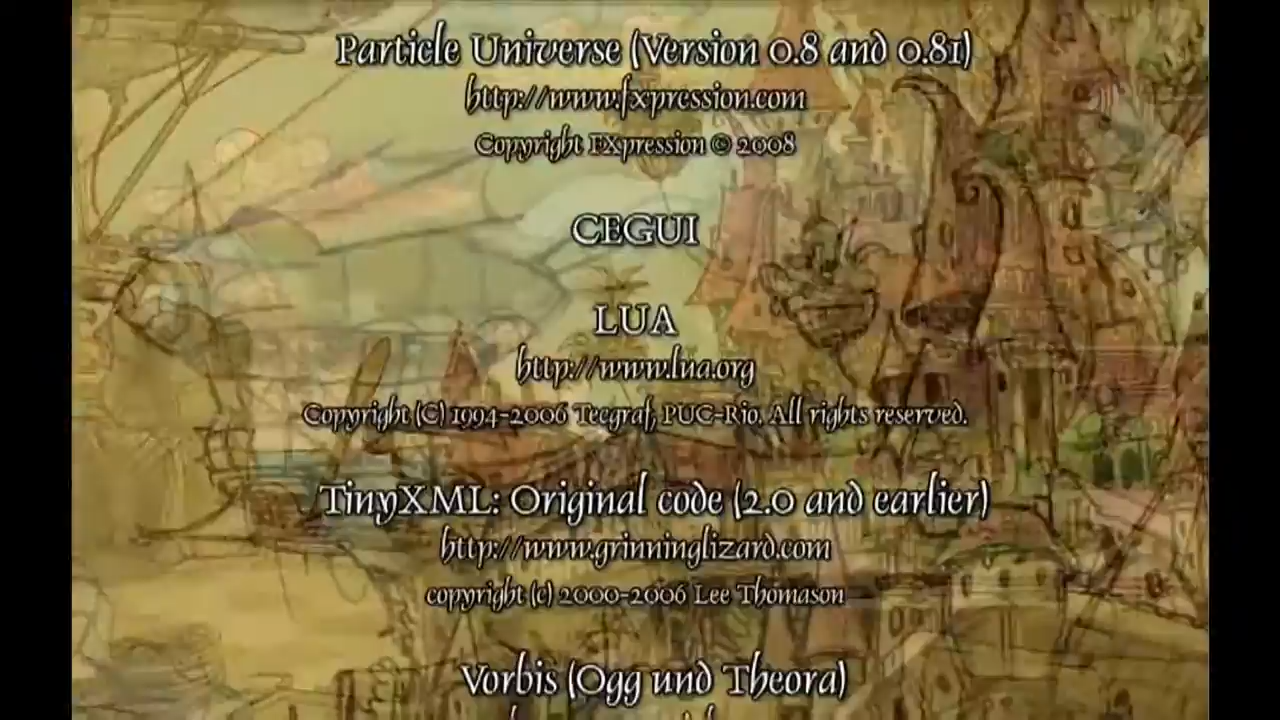 Particle Universe (Version 0.8 and 0.81)
http://www.fxpression.com
Copyright FXpression © 2008
CEGUI
LUA
http://www.lua.org
Copyright (C) 1994-2006 Tecgraf, PUC-Rio. All rights reserved.
TinyXML: Original code (2.0 and earlier)
http://www.grinninglizard.com
copyright (c) 2000-2006 Lee Thomason
Vorbis (Ogg und Theora)